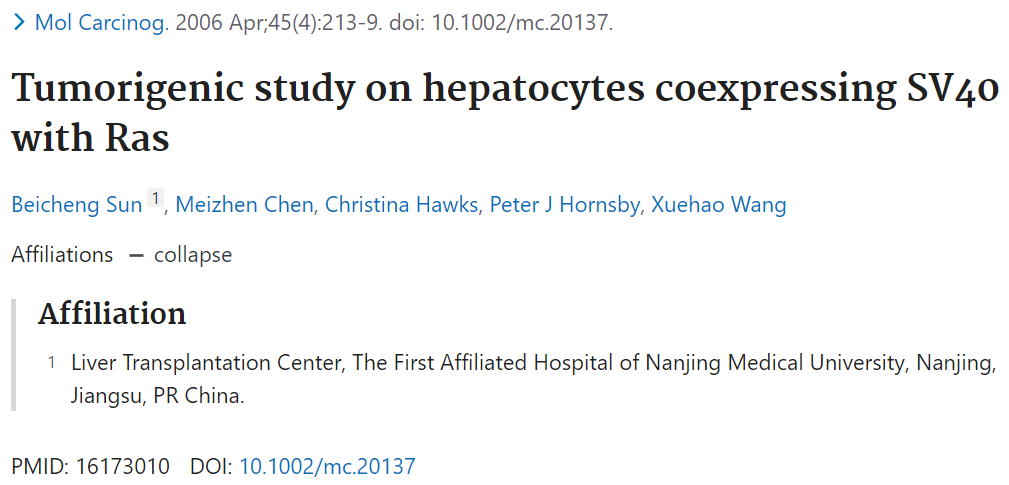 Mol Carcinog. 2006 Apr;45(4):213-9. doi: 10.1002/mc.20137.
Tumorigenic study on hepatocytes coexpressing SV40
with Ras
Beicheng Sun 1, Meizhen Chen, Christina Hawks, Peter J Hornsby, Xuehao Wang
Affiliations — collapse
Affiliation
1 Liver Transplantation Center, The First Affiliated Hospital of Nanjing Medical University, Nanjing,
Jiangsu, PR China.
PMID: 16173010 DOI: 10.1002/mc.20137